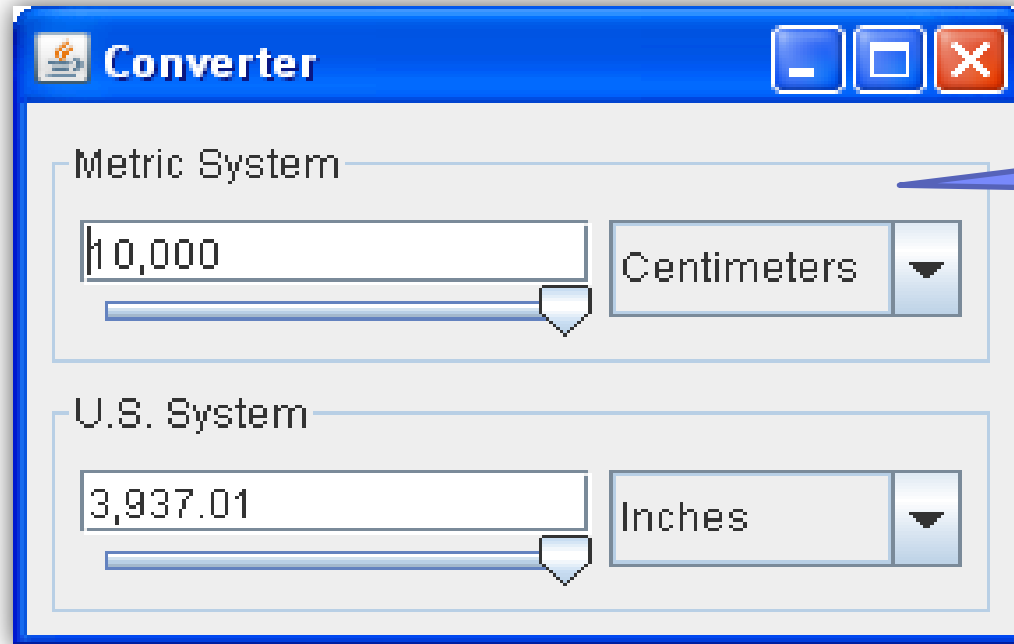 Converter
Metric System
10,000
Centimeters
U.S. System
3,937.01
Inches